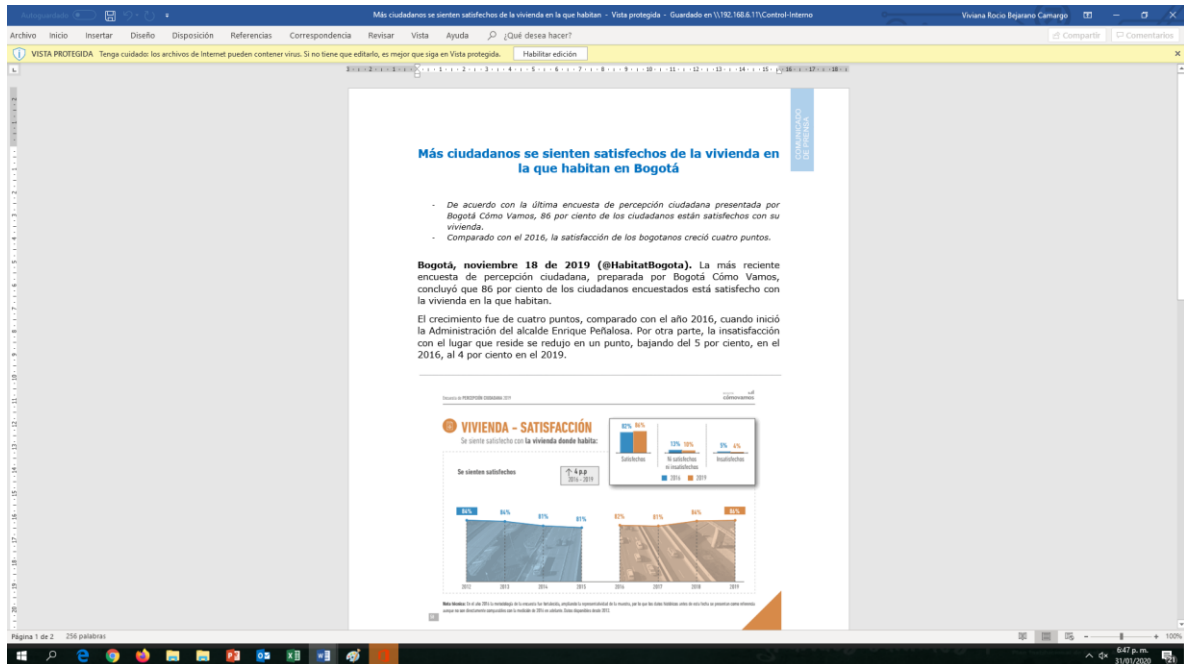 Autoguardado
Más ciudadanos se sienten satisfechos de la vivienda en la que habitan - Vista protegida - Guardado en \\192.168.6.11\Control-Interno
Viviana Rocio Bejarano Camargo
Archivo Inicio Insertar Diseño Disposición Referencias Correspondencia Revisar Vista Ayuda ¿Qué desea hacer?
Compartir Comentarios
VISTA PROTEGIDA Tenga cuidado: los archivos de Internet pueden contener virus. Si no tiene que editarlo, es mejor que siga en Vista protegida. Habilitar edición
COMUNICADO
DE PRENSA
Más ciudadanos se sienten satisfechos de la vivienda en
la que habitan en Bogotá
- De acuerdo con la última encuesta de percepción ciudadana presentada por
Bogotá Cómo Vamos, 86 por ciento de los ciudadanos están satisfechos con su
vivienda.
- Comparado con el 2016, la satisfacción de los bogotanos creció cuatro puntos.
Bogotá, noviembre 18 de 2019 (@HabitatBogota). La más reciente
encuesta de percepción ciudadana, preparada por Bogotá Cómo Vamos,
concluyó que 86 por ciento de los ciudadanos encuestados está satisfecho con
la vivienda en la que habitan.
El crecimiento fue de cuatro puntos, comparado con el año 2016, cuando inició
la Administración del alcalde Enrique Peñalosa. Por otra parte, la insatisfacción
con el lugar que reside se redujo en un punto, bajando del 5 por ciento, en el
2016, al 4 por ciento en el 2019.
Encuesta de PERCEPCIÓN CIUDADANA 2019
cómovamos
VIVIENDA - SATISFACCIÓN
Se siente satisfecho con la vivienda donde habita:
82% 86%
13% 10%
5% 4%
Satisfechos
Ni satisfechos
ni insatisfechos
Insatisfechos
2016 2019
Se sienten satisfechos
4 p.p
2016 - 2019
86% 84% 81% 81% 82% 81% 86%
2012 2013 2014 2015 2016 2017 2018 2019
Página 1 de 2 256 palabras
100%
6:47 p. m.
31/01/2020